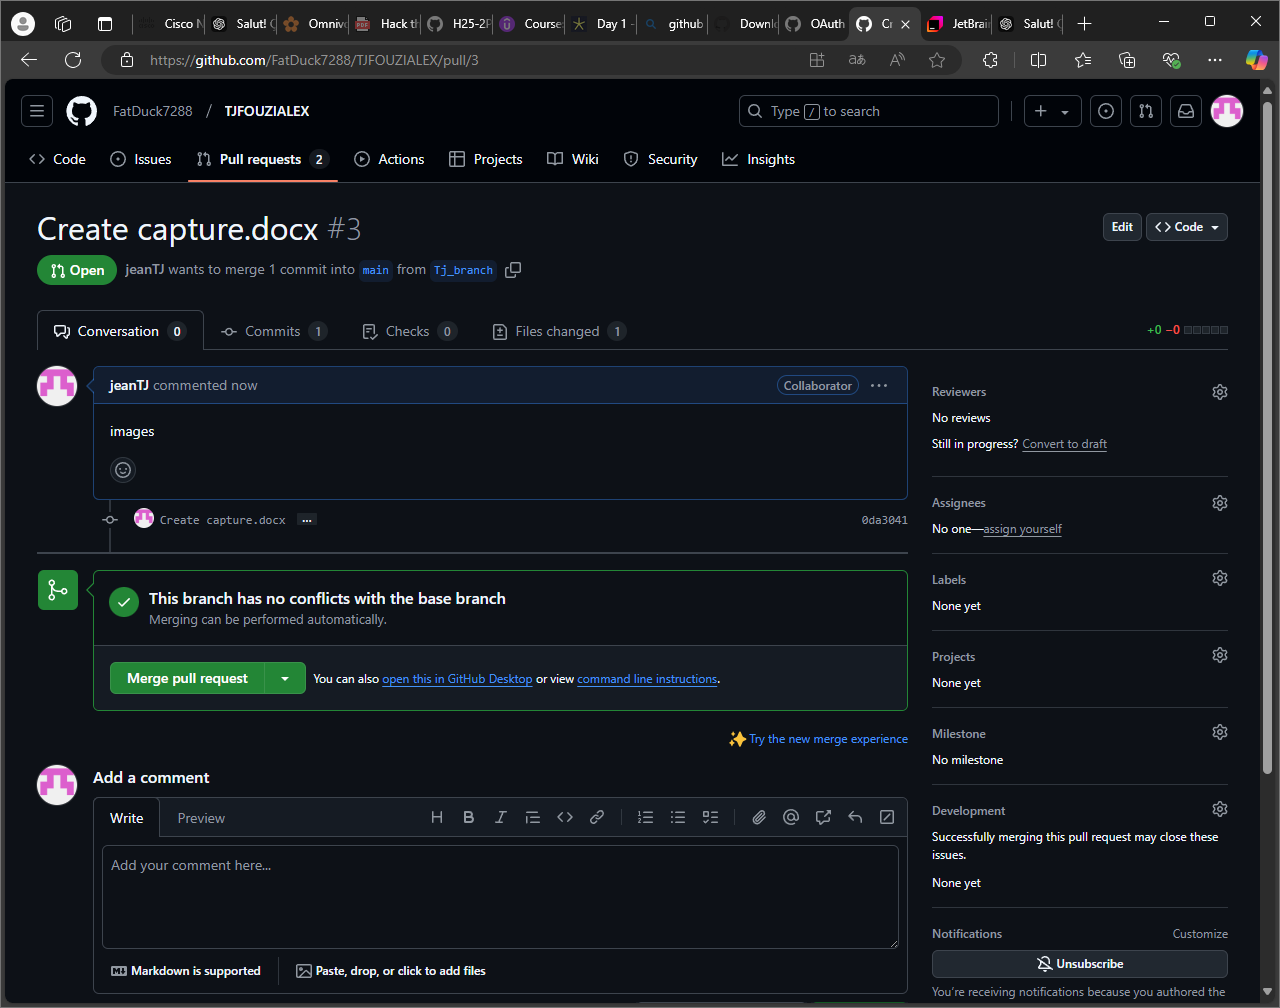 Cisco N
Salut! C
Omnivo
Hack th
H25-2P
Course
Day 1 -
github
Downl
OAuth
Cr
JetBrai
Salut! C
https://github.com/FatDuck7288/TJFOUZIALEX/pull/3
FatDuck7288 / TJFOUZIALEX
Type / to search
Code
Issues
Pull requests 2
Actions
Projects
Wiki
Security
Insights
Create capture.docx #3
Edit
Code
Open
jeanTJ wants to merge 1 commit into main from Tj_branch
Conversation 0
Commits 1
Checks 0
Files changed 1
+0 −0
jeanTJ commented now
Collaborator
images
Create capture.docx ...
0da3041
This branch has no conflicts with the base branch
Merging can be performed automatically.
Merge pull request
You can also open this in GitHub Desktop or view command line instructions.
Try the new merge experience
Add a comment
Write
Preview
Add your comment here...
Markdown is supported
Paste, drop, or click to add files
Reviewers
No reviews
Still in progress? Convert to draft
Assignees
No one—assign yourself
Labels
None yet
Projects
None yet
Milestone
No milestone
Development
Successfully merging this pull request may close these
issues.
None yet
Notifications
Customize
Unsubscribe
You're receiving notifications because you authored the